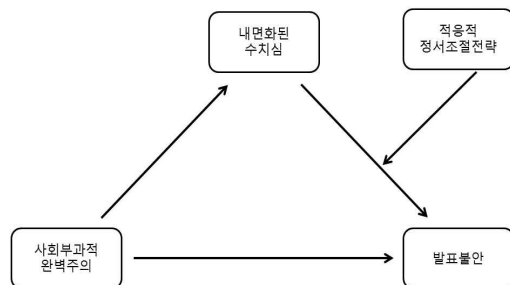 내면화된
수치심
적응적
정서조절전략
사회부과적
완벽주의
발표불안